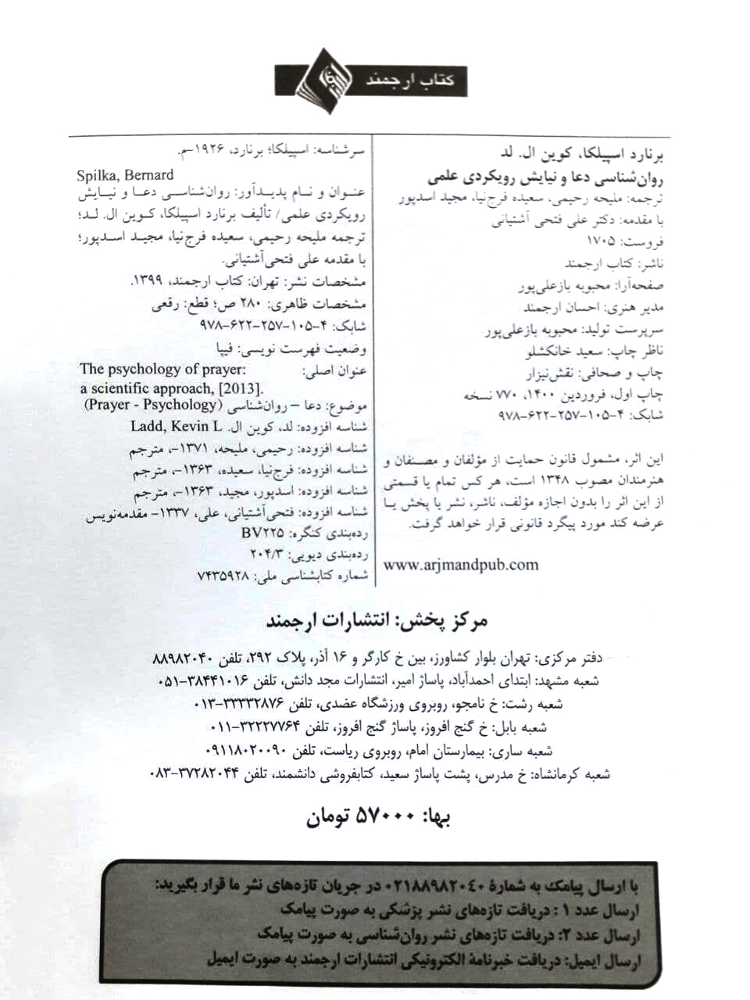 کتاب ارجمند
برنارد اسپیلکا، کوین ال. لد
روان‌شناسی دعا و نیایش رویکردی علمی
ترجمه: ملیحه رحیمی، سعیده فرج‌نیا، مجید اسدپور
با مقدمه: دکتر علی فتحی آشتیانی
فروست: ۱۷۰۵
ناشر: کتاب ارجمند
صفحه‌آرا: محبوبه بازعلی‌پور
مدیر هنری: احسان ارجمند
سرپرست تولید: محبوبه بازعلی‌پور
ناظر چاپ: سعید خانکشلو
چاپ و صحافی: نقش‌نیزار
چاپ اول، فروردین ۱۴۰۰، ۷۷۰ نسخه
شابک: ۴-۱۰۵-۲۵۷-۶۲۲-۹۷۸
این اثر، مشمول قانون حمایت از مؤلفان و مصنفان و
هنرمندان مصوب ۱۳۴۸ است، هر کس تمام یا قسمتی
از این اثر را بدون اجازه مؤلف، ناشر، نشر یا پخش یا
عرضه کند مورد پیگرد قانونی قرار خواهد گرفت.
www.arjmandpub.com
سرشناسه: اسپیلکا؛ برنارد، ۱۹۲۶-م.
Spilka, Bernard
عنوان و نام پدیدآور: روان‌شناسی دعا و نیایش
رویکردی علمی/ تألیف برنارد اسپیلکا، کوین ال. لد؛
ترجمه ملیحه رحیمی، سعیده فرج‌نیا، مجید اسدپور؛
با مقدمه علی فتحی‌آشتیانی.
مشخصات نشر: تهران: کتاب ارجمند، ۱۳۹۹.
مشخصات ظاهری: ۲۸۰ ص؛ قطع: رقعی
شابک: ۴-۱۰۵-۲۵۷-۶۲۲-۹۷۸
وضعیت فهرست نویسی: فیپا
عنوان اصلی: The psychology of prayer:
a scientific approach, [2013].
موضوع: دعا – روان‌شناسی (Prayer - Psychology)
شناسه افزوده: لد، کوین ال. Ladd, Kevin L
شناسه افزوده: رحیمی، ملیحه، ۱۳۷۱-، مترجم
شناسه افزوده: فرج‌نیا، سعیده، ۱۳۶۳-، مترجم
شناسه افزوده: اسدپور، مجید، ۱۳۶۳-، مترجم
شناسه افزوده: فتحی‌آشتیانی، علی، ۱۳۳۷- مقدمه‌نویس
رده‌بندی کنگره: BV۲۲۵
رده‌بندی دیویی: ۲۰۴/۳
شماره کتابشناسی ملی: ۷۴۳۵۹۲۸
مرکز پخش: انتشارات ارجمند
دفتر مرکزی: تهران بلوار کشاورز، بین خ کارگر و ۱۶ آذر، پلاک ۲۹۲، تلفن ۸۸۹۸۲۰۴۰
شعبه مشهد: ابتدای احمدآباد، پاساژ امیر، انتشارات مجد دانش، تلفن ۳۸۴۴۱۰۱۶-۰۵۱
شعبه رشت: خ نامجو، روبروی ورزشگاه عضدی، تلفن ۳۳۳۳۲۸۷۶-۰۱۳
شعبه بابل: خ گنج افروز، پاساژ گنج افروز، تلفن ۳۲۲۲۷۷۶۴-۰۱۱
شعبه ساری: بیمارستان امام، روبروی ریاست، تلفن ۰۹۱۱۸۰۲۰۰۹۰
شعبه کرمانشاه: خ مدرس، پشت پاساژ سعید، کتابفروشی دانشمند، تلفن ۳۷۲۸۲۰۴۴-۰۸۳
بها: ۵۷۰۰۰ تومان
با ارسال پیامک به شمارهٔ ۰۲۱۸۸۹۸۲۰۴۰ در جریان تازه‌های نشر ما قرار بگیرید:
ارسال عدد ۱: دریافت تازه‌های نشر پزشکی به صورت پیامک
ارسال عدد ۲: دریافت تازه‌های نشر روان‌شناسی به صورت پیامک
ارسال ایمیل: دریافت خبرنامهٔ الکترونیکی انتشارات ارجمند به صورت ایمیل